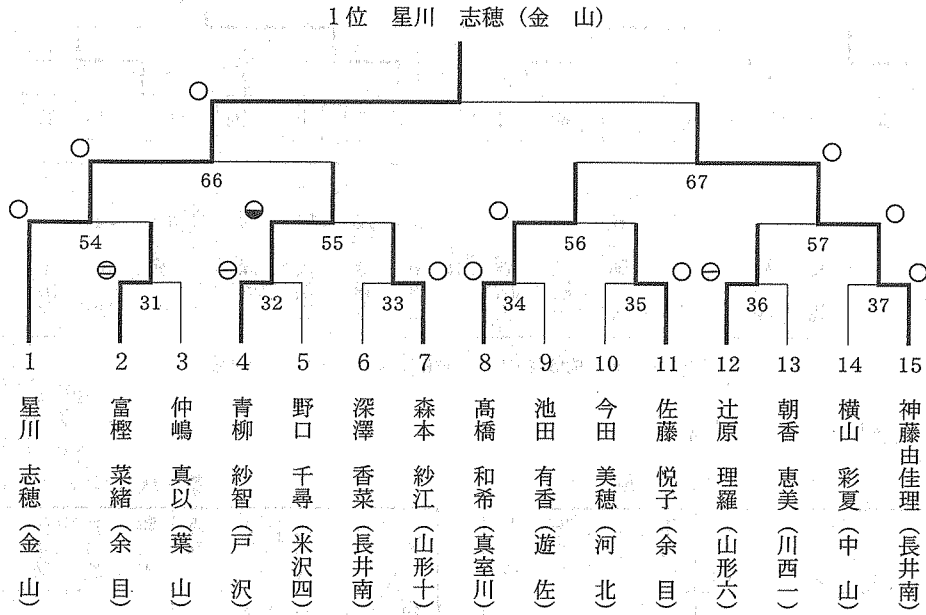 1位 星川 志穂（金 山）
66
67
54
55
56
57
31
32
33
34
35
36
37
1
2
3
4
5
6
7
8
9
10
11
12
13
14
15
星川 志穂（金 山）
富樫 菜緒（余 目）
仲嶋 真以（葉 山）
青柳 紗智（戸 沢）
野口 千尋（米沢四）
深澤 香菜（長井南）
森本 紗江（山形十）
髙橋 和希（真室川）
池田 有香（遊 佐）
今田 美穂（河 北）
佐藤 悦子（余 目）
辻原 理羅（山形六）
朝香 恵美（川西一）
横山 彩夏（中 山）
神藤由佳理（長井南）